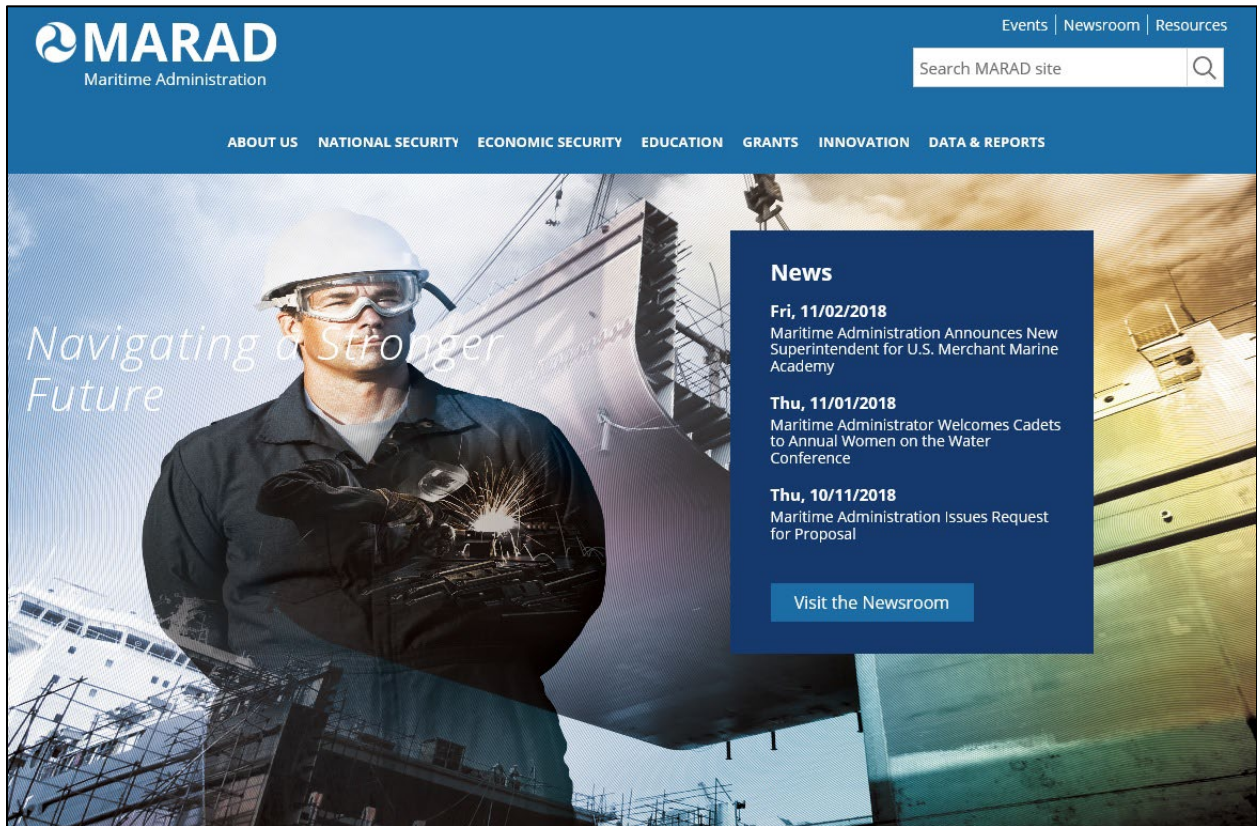 MARAD
Maritime Administration
Events | Newsroom | Resources
Search MARAD site
ABOUT US NATIONAL SECURITY ECONOMIC SECURITY EDUCATION GRANTS INNOVATION DATA & REPORTS
Navigating a Stronger
Future
News
Fri, 11/02/2018
Maritime Administration Announces New
Superintendent for U.S. Merchant Marine
Academy
Thu, 11/01/2018
Maritime Administrator Welcomes Cadets
to Annual Women on the Water
Conference
Thu, 10/11/2018
Maritime Administration Issues Request
for Proposal
Visit the Newsroom